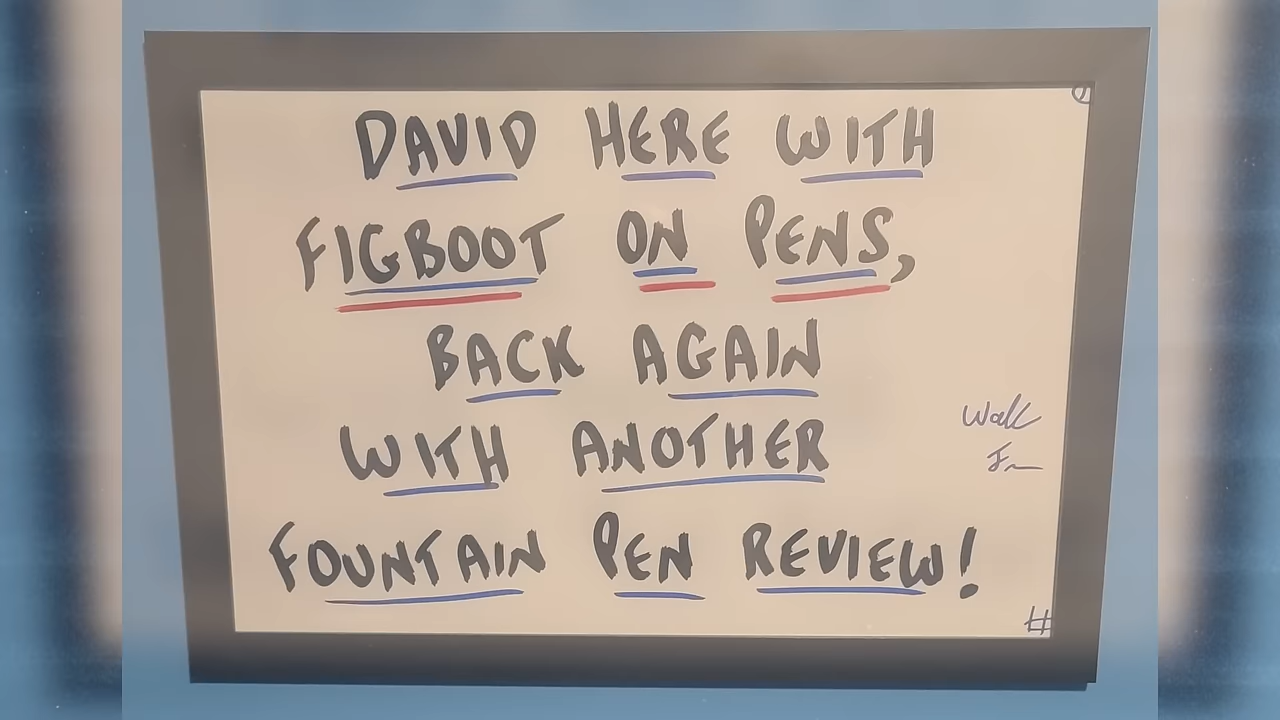 DAVID HERE WITH
FIGBOOT ON PENS,
BACK AGAIN
WITH ANOTHER
FOUNTAIN PEN REVIEW!